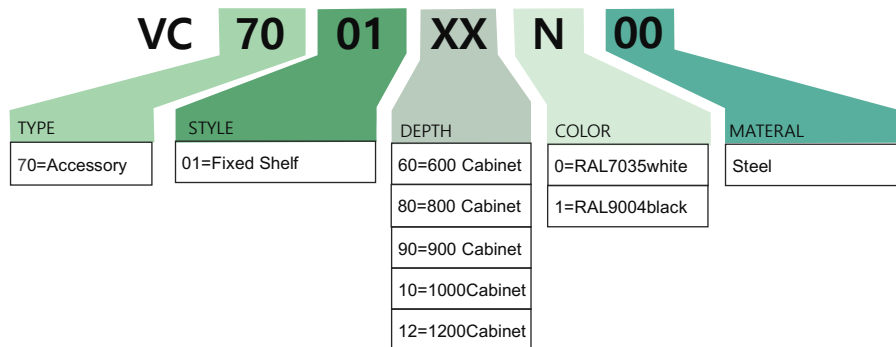 VC 70 01 XX N 00
TYPE
70=Accessory
STYLE
01=Fixed Shelf
DEPTH
60=600 Cabinet
80=800 Cabinet
90=900 Cabinet
10=1000Cabinet
12=1200Cabinet
COLOR
0=RAL7035white
1=RAL9004black
MATERAL
Steel